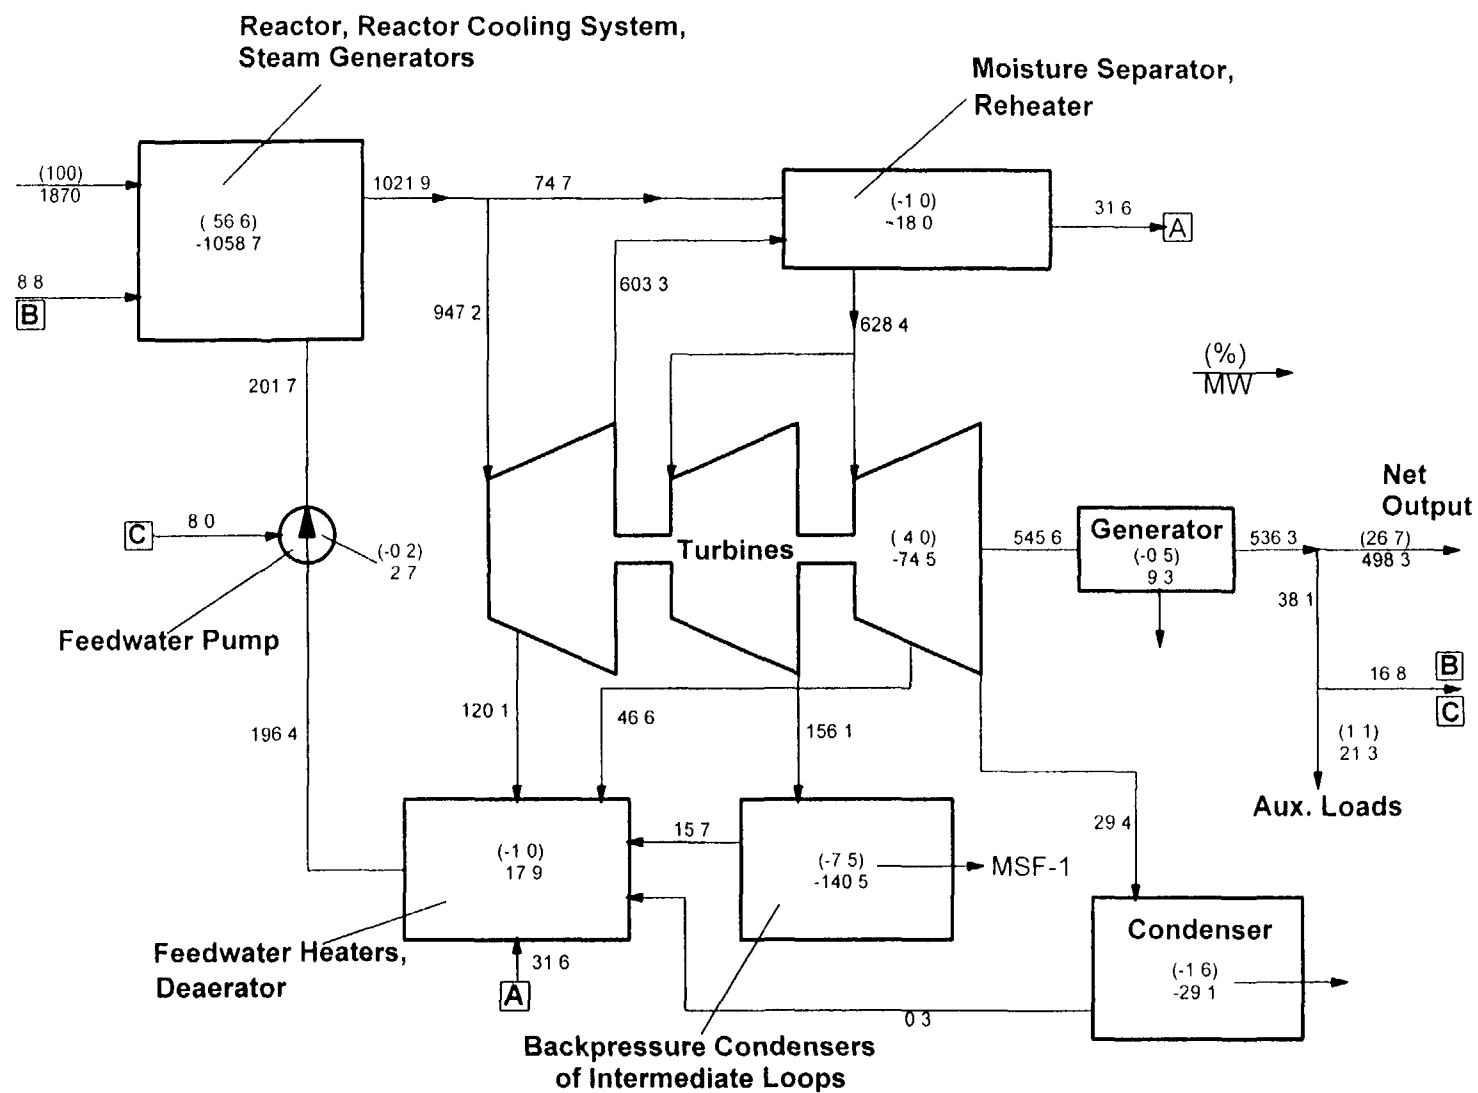 Reactor, Reactor Cooling System,
Steam Generators
Moisture Separator,
Reheater
(100)
1870
1021 9
74 7
( 56 6)
-1058 7
(-1 0)
-18 0
31 6
A
8 8
B
603 3
947 2
628 4
201 7
(%)
MW
Net
Output
C
8 0
(-0 2)
2 7
Turbines
( 4 0)
-74 5
545 6
Generator
(-0 5)
9 3
536 3
(26 7)
498 3
38 1
Feedwater Pump
16 8
B
C
120 1
46 6
156 1
196 4
(1 1)
21 3
Aux. Loads
29 4
15 7
(-1 0)
17 9
(-7 5)
-140 5
MSF-1
Condenser
(-1 6)
-29 1
Feedwater Heaters,
Deaerator
31 6
A
0 3
Backpressure Condensers
of Intermediate Loops